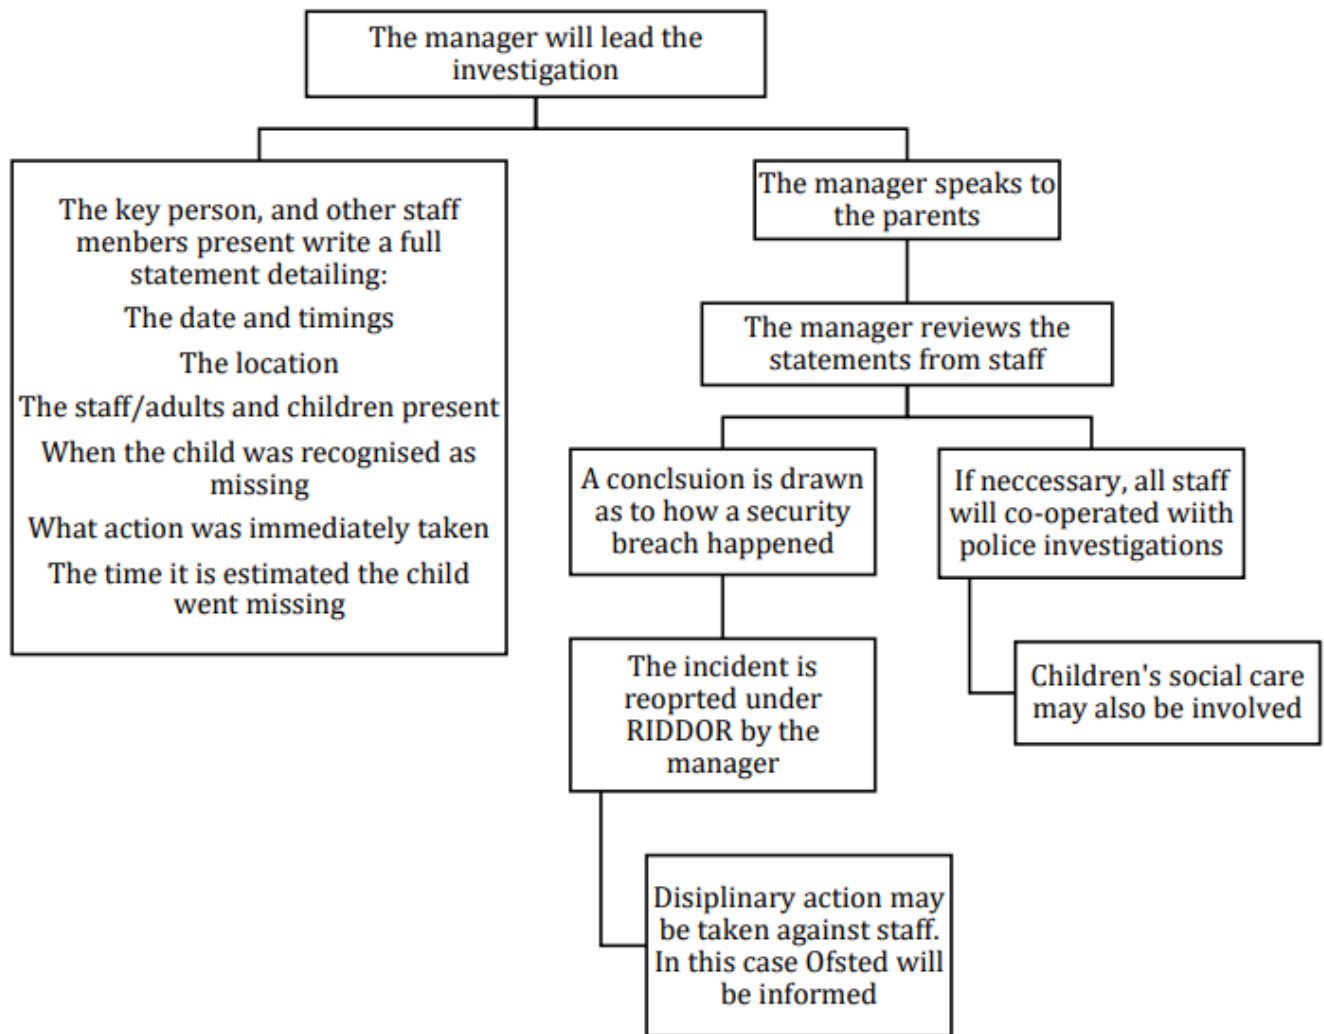 The manager will lead the
investigation
The key person, and other staff
menbers present write a full
statement detailing:
The date and timings
The location
The staff/adults and children present
When the child was recognised as
missing
What action was immediately taken
The time it is estimated the child
went missing
The manager speaks to
the parents
The manager reviews the
statements from staff
A conclsuion is drawn
as to how a security
breach happened
If neccessary, all staff
will co-operated wiith
police investigations
The incident is
reoprted under
RIDDOR by the
manager
Children's social care
may also be involved
Disiplinary action may
be taken against staff.
In this case Ofsted will
be informed